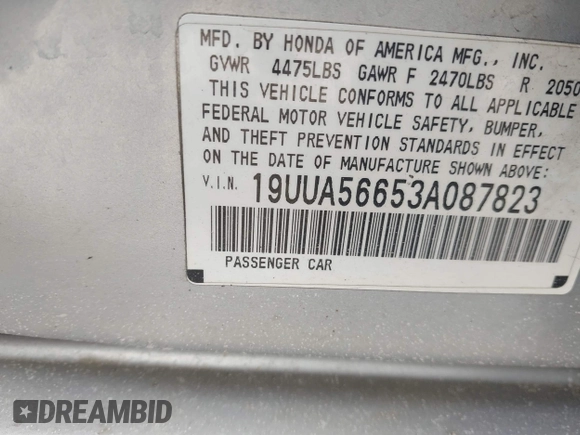 MFD. BY HONDA OF AMERICA MFG., INC.
GVWR 4475LBS GAWR F 2470LBS R 2050
THIS VEHICLE CONFORMS TO ALL APPLICABLE
FEDERAL MOTOR VEHICLE SAFETY, BUMPER,
AND THEFT PREVENTION STANDARDS IN EFFECT
ON THE DATE OF MANUFACTURE SHOWN ABOVE:
V.I.N. 19UUA56653A087823
PASSENGER CAR
DREAMBID